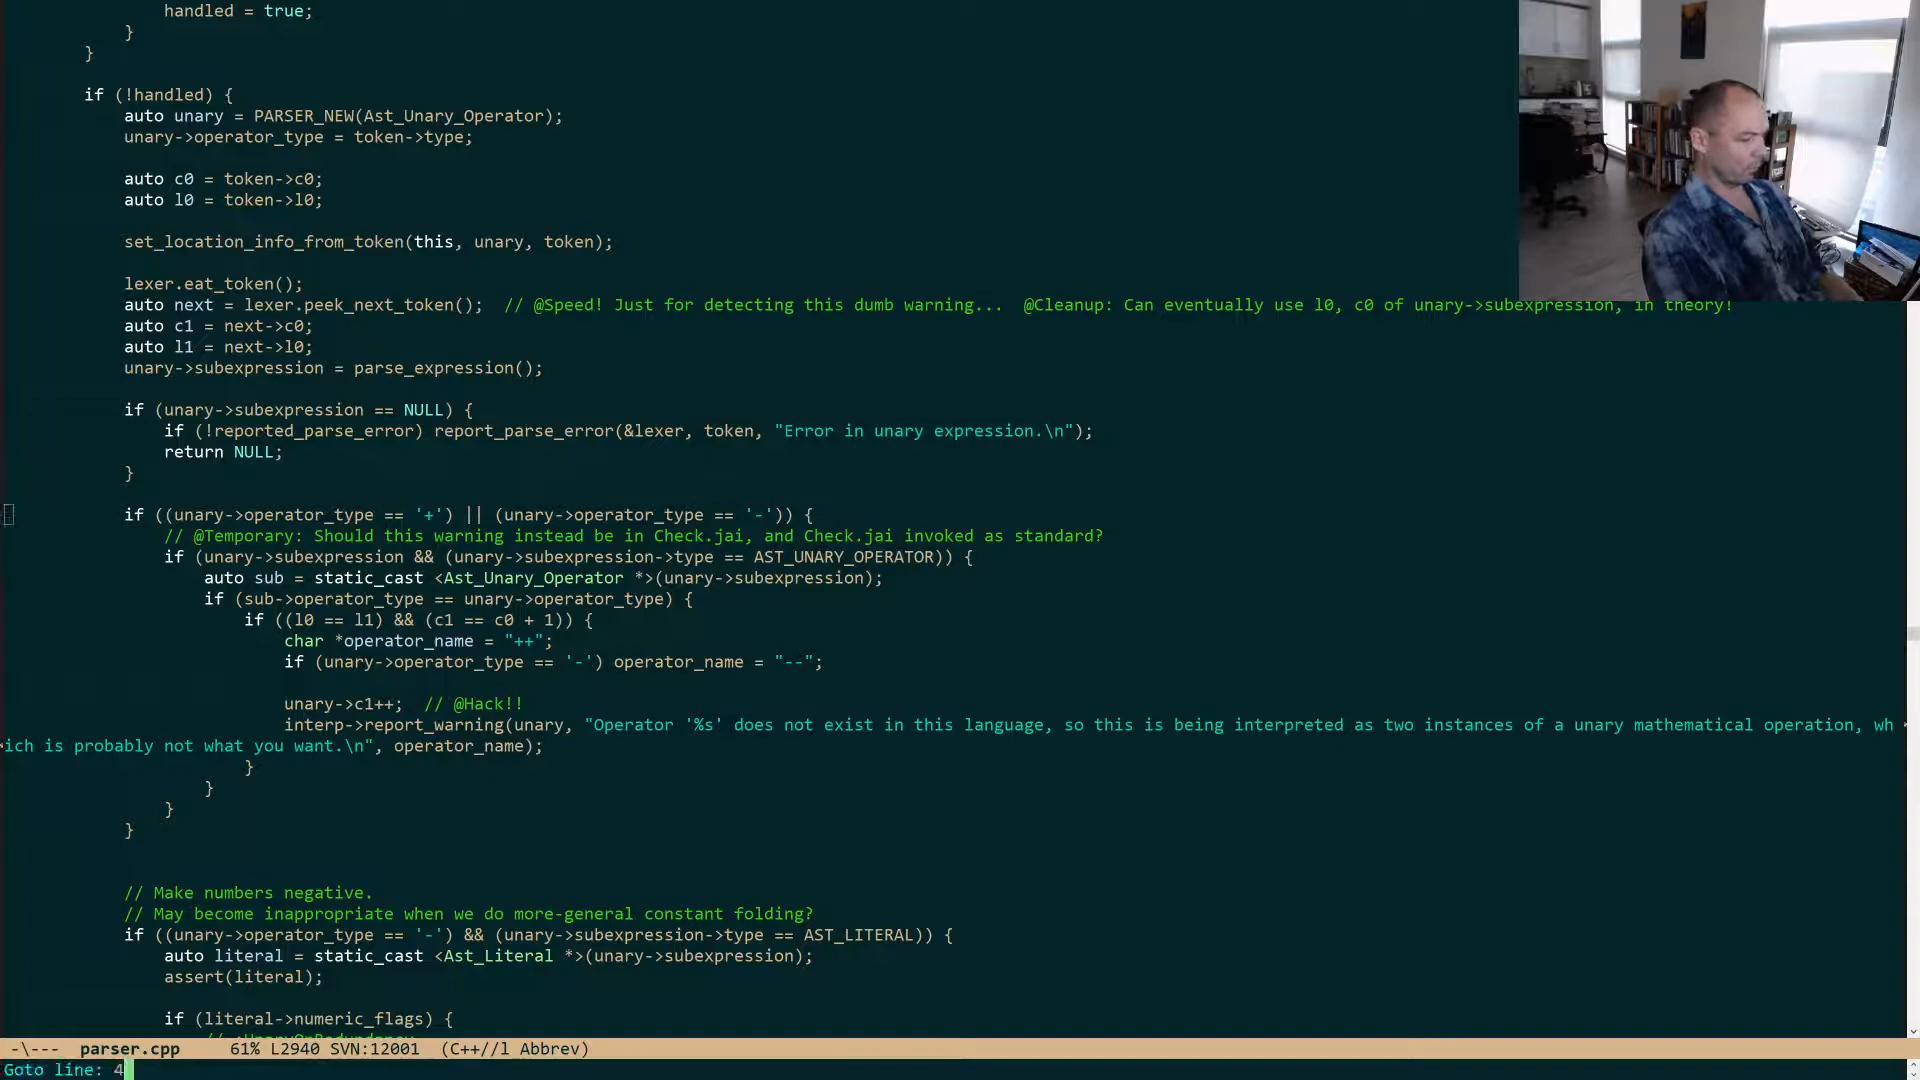 handled = true;
}
}
if (!handled) {
auto unary = PARSER_NEW(Ast_Unary_Operator);
unary->operator_type = token->type;
auto c0 = token->c0;
auto l0 = token->l0;
set_location_info_from_token(this, unary, token);
lexer.eat_token();
auto next = lexer.peek_next_token();  // @Speed! Just for detecting this dumb warning...  @Cleanup: Can eventually use l0, c0 of unary->subexpression, in theory!
auto c1 = next->c0;
auto l1 = next->l0;
unary->subexpression = parse_expression();
if (unary->subexpression == NULL) {
if (!reported_parse_error) report_parse_error(&lexer, token, "Error in unary expression.\n");
return NULL;
}
if ((unary->operator_type == '+') || (unary->operator_type == '-')) {
// @Temporary: Should this warning instead be in Check.jai, and Check.jai invoked as standard?
if (unary->subexpression && (unary->subexpression->type == AST_UNARY_OPERATOR)) {
auto sub = static_cast <Ast_Unary_Operator *>(unary->subexpression);
if (sub->operator_type == unary->operator_type) {
if ((l0 == l1) && (c1 == c0 + 1)) {
char *operator_name = "++";
if (unary->operator_type == '-') operator_name = "--";
unary->c1++;  // @Hack!!
interp->report_warning(unary, "Operator '%s' does not exist in this language, so this is being interpreted as two instances of a unary mathematical operation, wh
ich is probably not what you want.\n", operator_name);
}
}
}
}
// Make numbers negative.
// May become inappropriate when we do more-general constant folding?
if ((unary->operator_type == '-') && (unary->subexpression->type == AST_LITERAL)) {
auto literal = static_cast <Ast_Literal *>(unary->subexpression);
assert(literal);
if (literal->numeric_flags) {
-\---  parser.cpp     61% L2940 SVN:12001  (C++//l Abbrev)
Goto line: 4